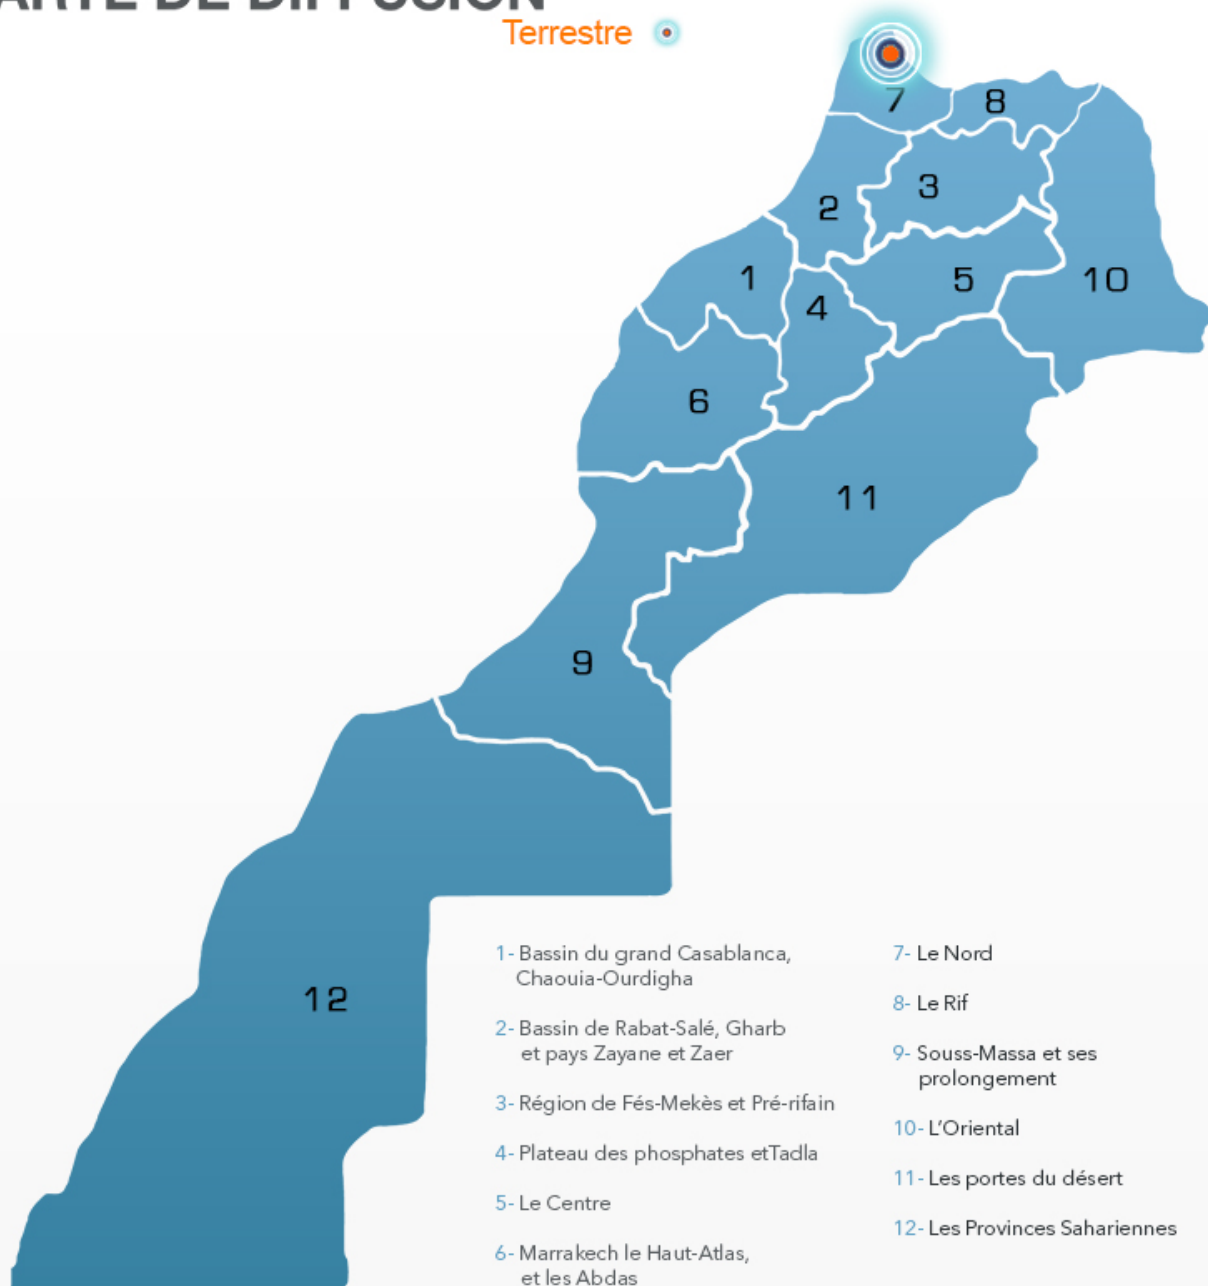 ARTE DE DIFFUSION
Terrestre
7
8
3
2
1
5
10
4
6
11
9
12
1- Bassin du grand Casablanca,
Chaouia-Ourdigha
2- Bassin de Rabat-Salé, Gharb
et pays Zayane et Zaer
3- Région de Fés-Mekès et Pré-rifain
4- Plateau des phosphates etTadla
5- Le Centre
6- Marrakech le Haut-Atlas,
et les Abdas
7- Le Nord
8- Le Rif
9- Souss-Massa et ses
prolongement
10- L’Oriental
11- Les portes du désert
12- Les Provinces Sahariennes